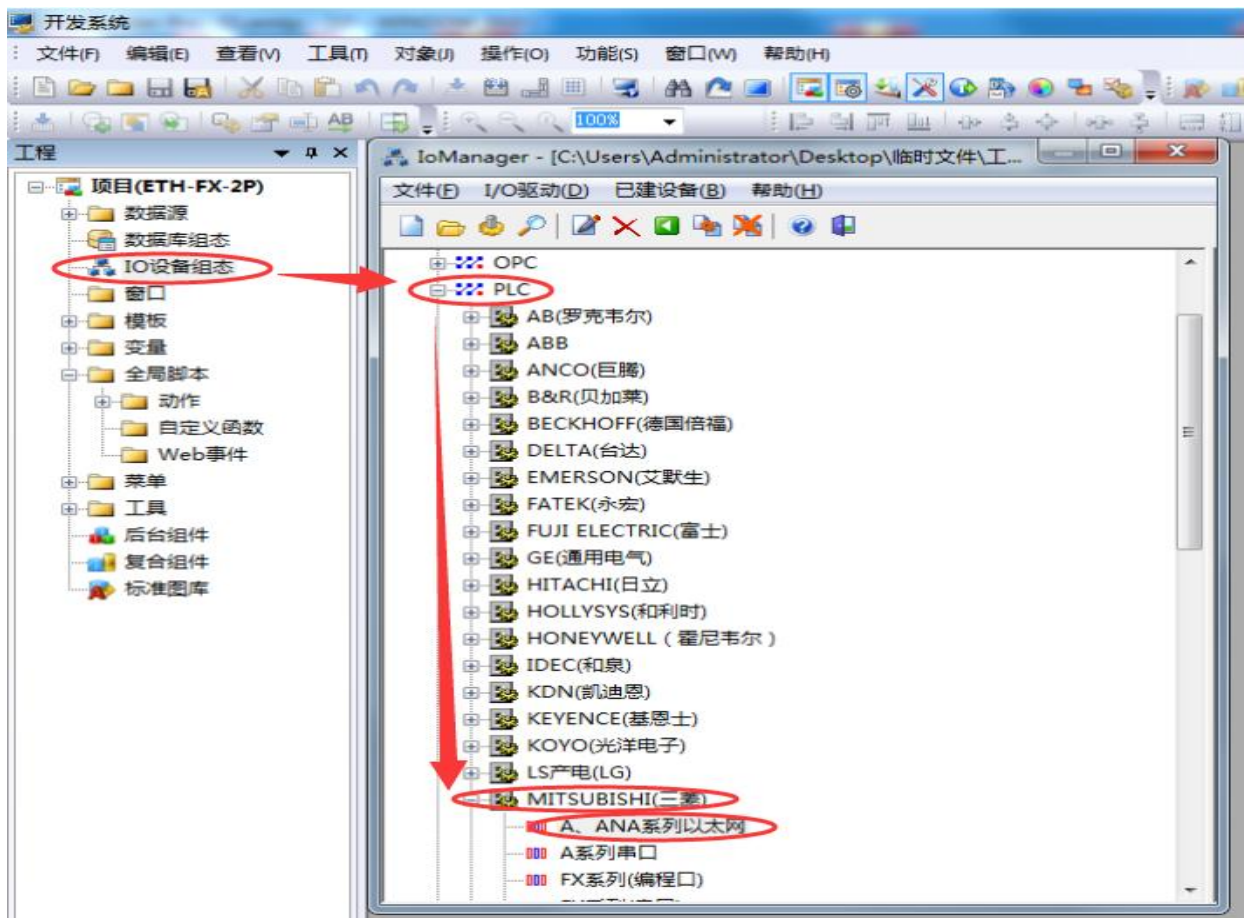 开发系统
文件(F) 编辑(E) 查看(V) 工具(T) 对象(J) 操作(O) 功能(S) 窗口(W) 帮助(H)
100%
工程
项目(ETH-FX-2P)
数据源
数据库组态
IO设备组态
窗口
模板
变量
全局脚本
动作
自定义函数
Web事件
菜单
工具
后台组件
复合组件
标准图库
IoManager - [C:\Users\Administrator\Desktop\临时文件\工...
文件(F) I/O驱动(D) 已建设备(B) 帮助(H)
OPC
PLC
AB(罗克韦尔)
ABB
ANCO(巨腾)
B&R(贝加莱)
BECKHOFF(德国倍福)
DELTA(台达)
EMERSON(艾默生)
FATEK(永宏)
FUJI ELECTRIC(富士)
GE(通用电气)
HITACHI(日立)
HOLLYSYS(和利时)
HONEYWELL ( 霍尼韦尔 )
IDEC(和泉)
KDN(凯迪恩)
KEYENCE(基恩士)
KOYO(光洋电子)
LS产电(LG)
MITSUBISHI(三菱)
A、ANA系列以太网
A系列串口
FX系列(编程口)